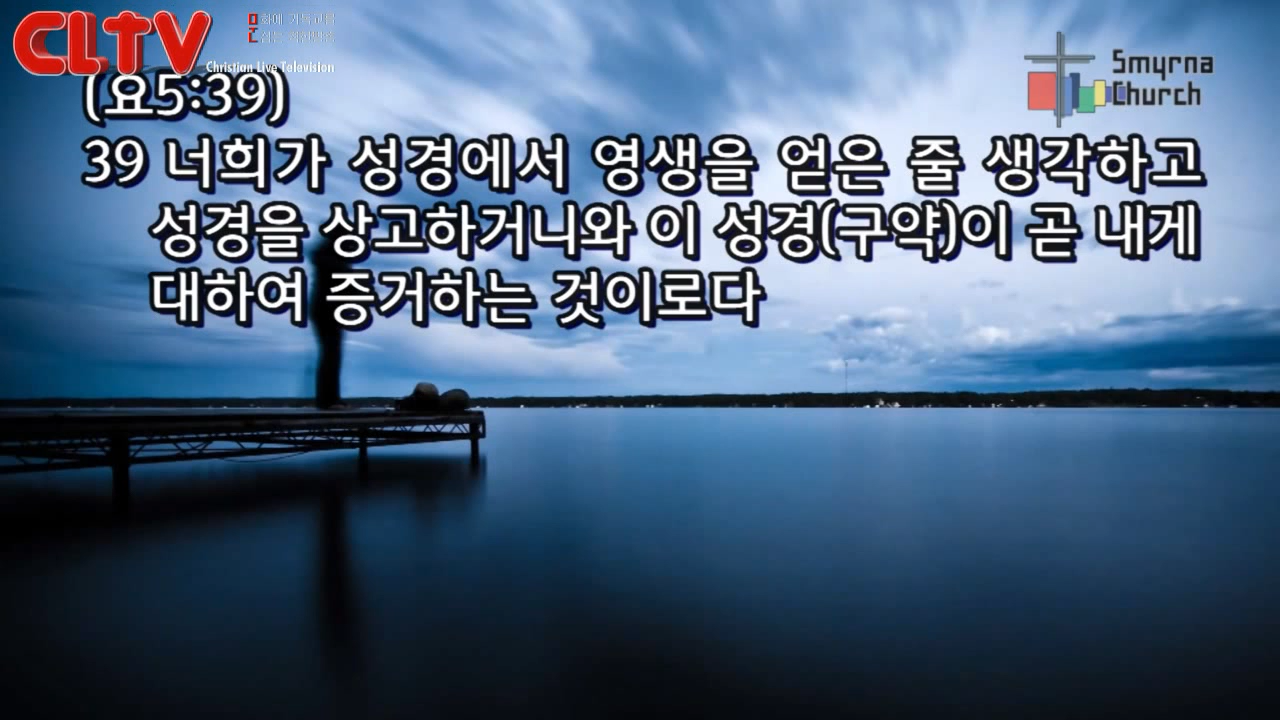 CLTV
Christian Live Television
Smyrna
Church
(요5:39)
39 너희가 성경에서 영생을 얻은 줄 생각하고
성경을 상고하거니와 이 성경(구약)이 곧 내게
대하여 증거하는 것이로다